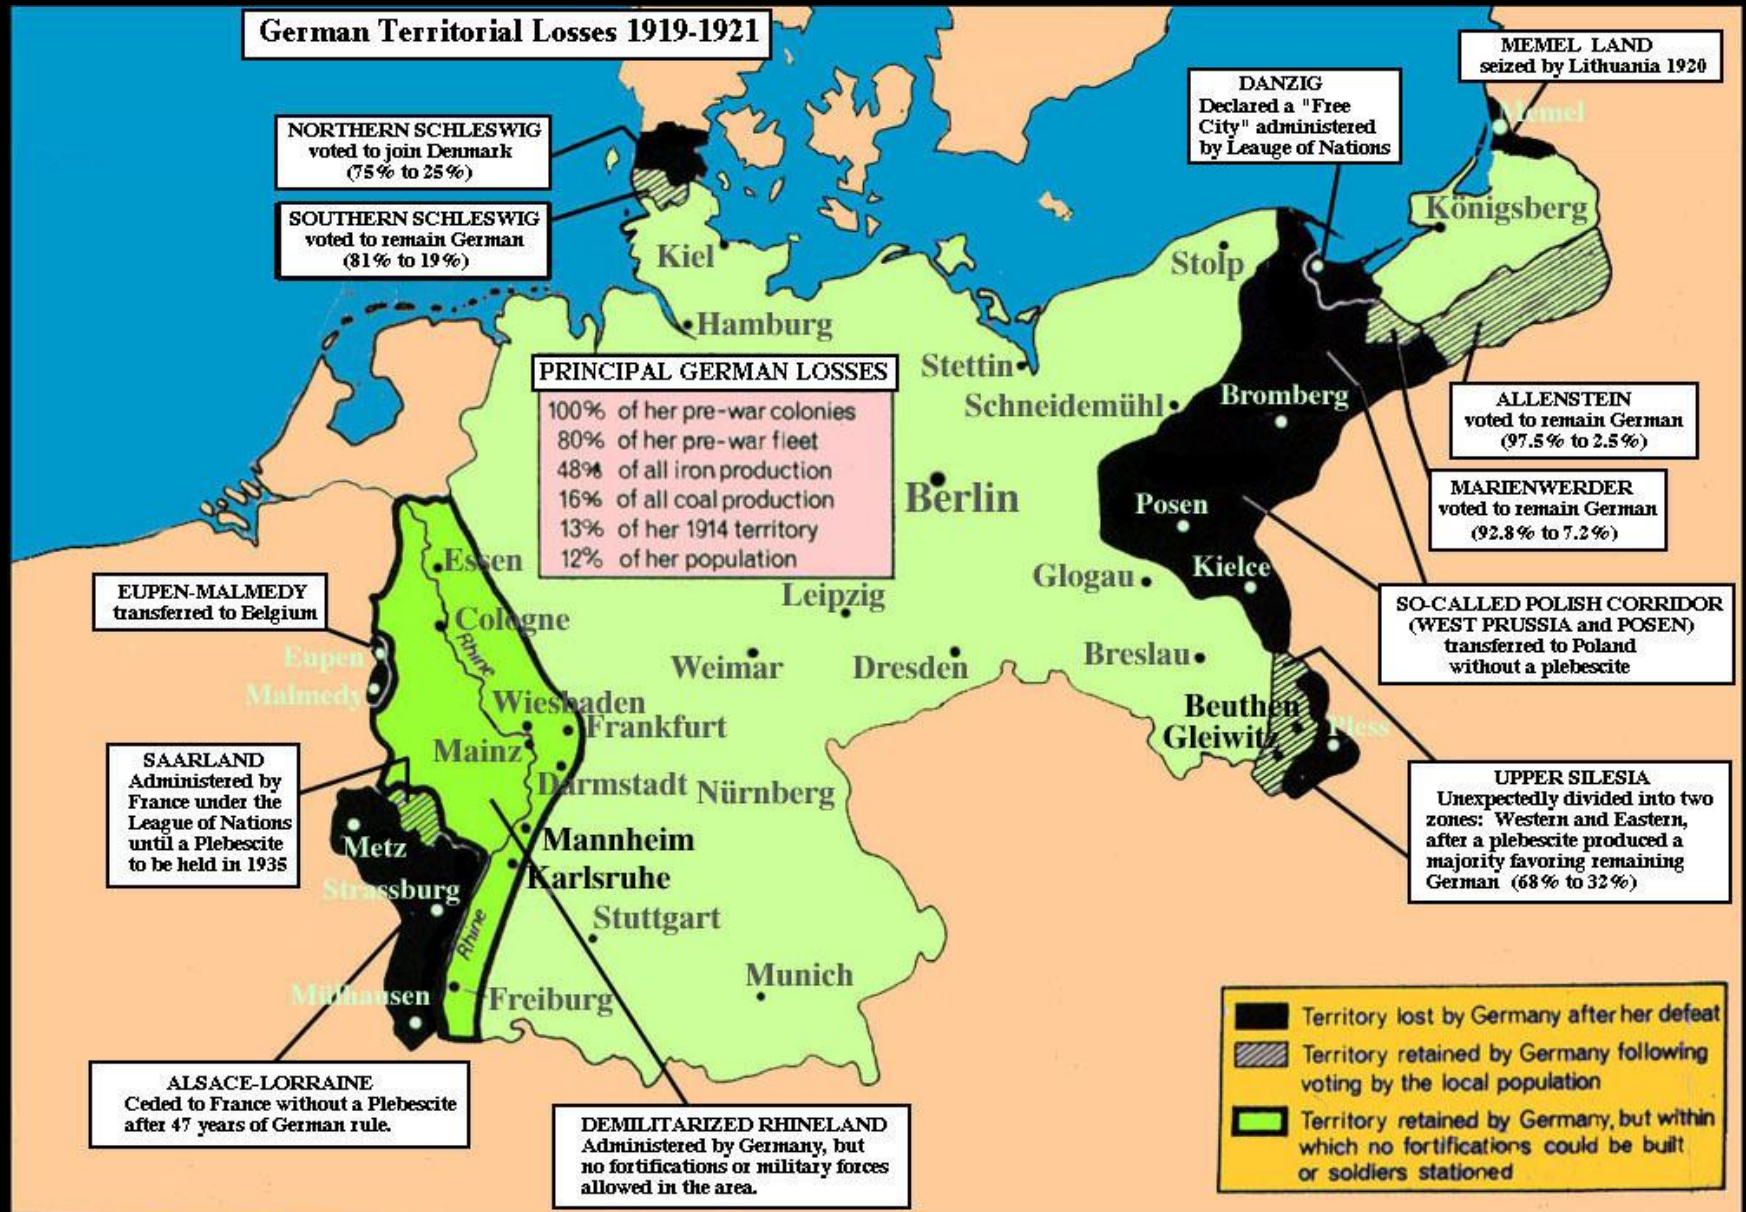 German Territorial Losses 1919-1921
MEMEL LAND
seized by Lithuania 1920
DANZIG
Declared a "Free
City" administered
by Leauge of Nations
NORTHERN SCHLESWIG
voted to join Denmark
(75% to 25%)
SOUTHERN SCHLESWIG
voted to remain German
(81% to 19%)
Memel
Königsberg
Kiel
Stolp
Hamburg
Stettin
Schneidemühl
Bromberg
PRINCIPAL GERMAN LOSSES
100% of her pre-war colonies
80% of her pre-war fleet
48% of all iron production
16% of all coal production
13% of her 1914 territory
12% of her population
Berlin
Posen
ALLENSTEIN
voted to remain German
(97.5% to 2.5%)
MARIENWERDER
voted to remain German
(92.8% to 7.2%)
Essen
Glogau
Kielce
Leipzig
EUPEN-MALMEDY
transferred to Belgium
SO-CALLED POLISH CORRIDOR
(WEST PRUSSIA and POSEN)
transferred to Poland
without a plebescite
Cologne
Rhine
Eupen
Malmedy
Weimar
Dresden
Breslau
Wiesbaden
Frankfurt
Mainz
Darmstadt
Nürnberg
Beuthen
Gleiwitz
Pless
SAARLAND
Administered by
France under the
League of Nations
until a Plebescite
to be held in 1935
UPPER SILESIA
Unexpectedly divided into two
zones: Western and Eastern,
after a plebescite produced a
majority favoring remaining
German (68% to 32%)
Metz
Mannheim
Strassburg
Karlsruhe
Stuttgart
Rhine
Munich
Mülhausen
Freiburg
ALSACE-LORRAINE
Ceded to France without a Plebescite
after 47 years of German rule.
DEMILITARIZED RHINELAND
Administered by Germany, but
no fortifications or military forces
allowed in the area.
Territory lost by Germany after her defeat
Territory retained by Germany following
voting by the local population
Territory retained by Germany, but within
which no fortifications could be built
or soldiers stationed